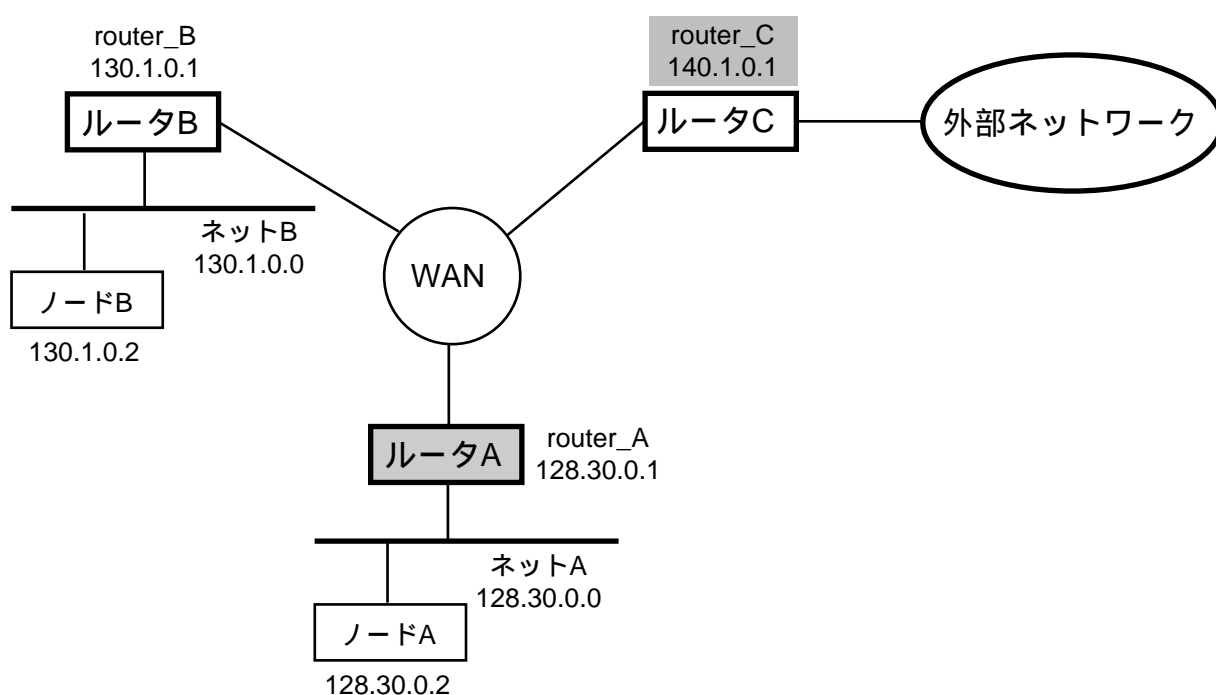 router_B
130.1.0.1
ルータB
ネットB
130.1.0.0
ノードB
130.1.0.2
router_C
140.1.0.1
ルータC
外部ネットワーク
WAN
ルータA
router_A
128.30.0.1
ネットA
128.30.0.0
ノードA
128.30.0.2